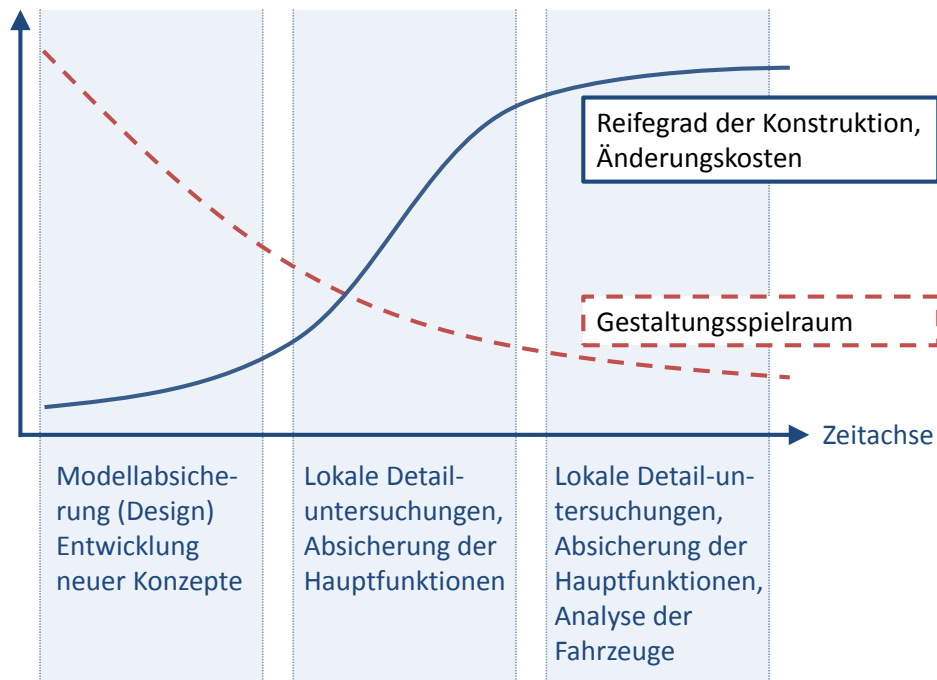 Reifegrad der Konstruktion,
Änderungskosten
Gestaltungsspielraum
Zeitachse
Modellabsiche-
rung (Design)
Entwicklung
neuer Konzepte
Lokale Detail-
untersuchungen,
Absicherung der
Hauptfunktionen
Lokale Detail-un-
tersuchungen,
Absicherung der
Hauptfunktionen,
Analyse der
Fahrzeuge